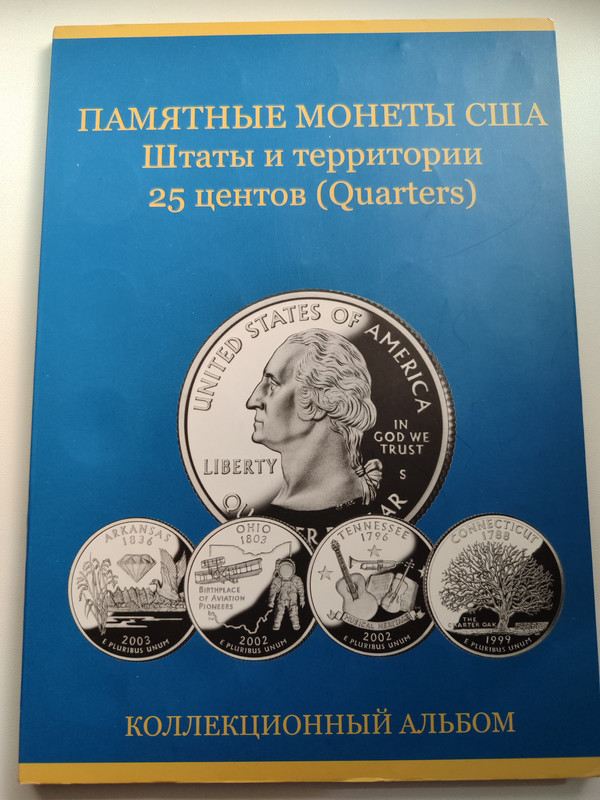 ПАМЯТНЫЕ МОНЕТЫ США
Штаты и территории
25 центов (Quarters)
UNITED STATES OF AMERICA
IN
GOD WE
TRUST
LIBERTY
S
ARKANSAS
1836
2003
E PLURIBUS UNUM
OHIO
1803
BIRTHPLACE
OF AVIATION
PIONEERS
2002
E PLURIBUS UNUM
TENNESSEE
1796
MUSICAL HERITAGE
2002
E PLURIBUS UNUM
CONNECTICUT
1788
THE
CHARTER OAK
1999
E PLURIBUS UNUM
КОЛЛЕКЦИОННЫЙ АЛЬБОМ